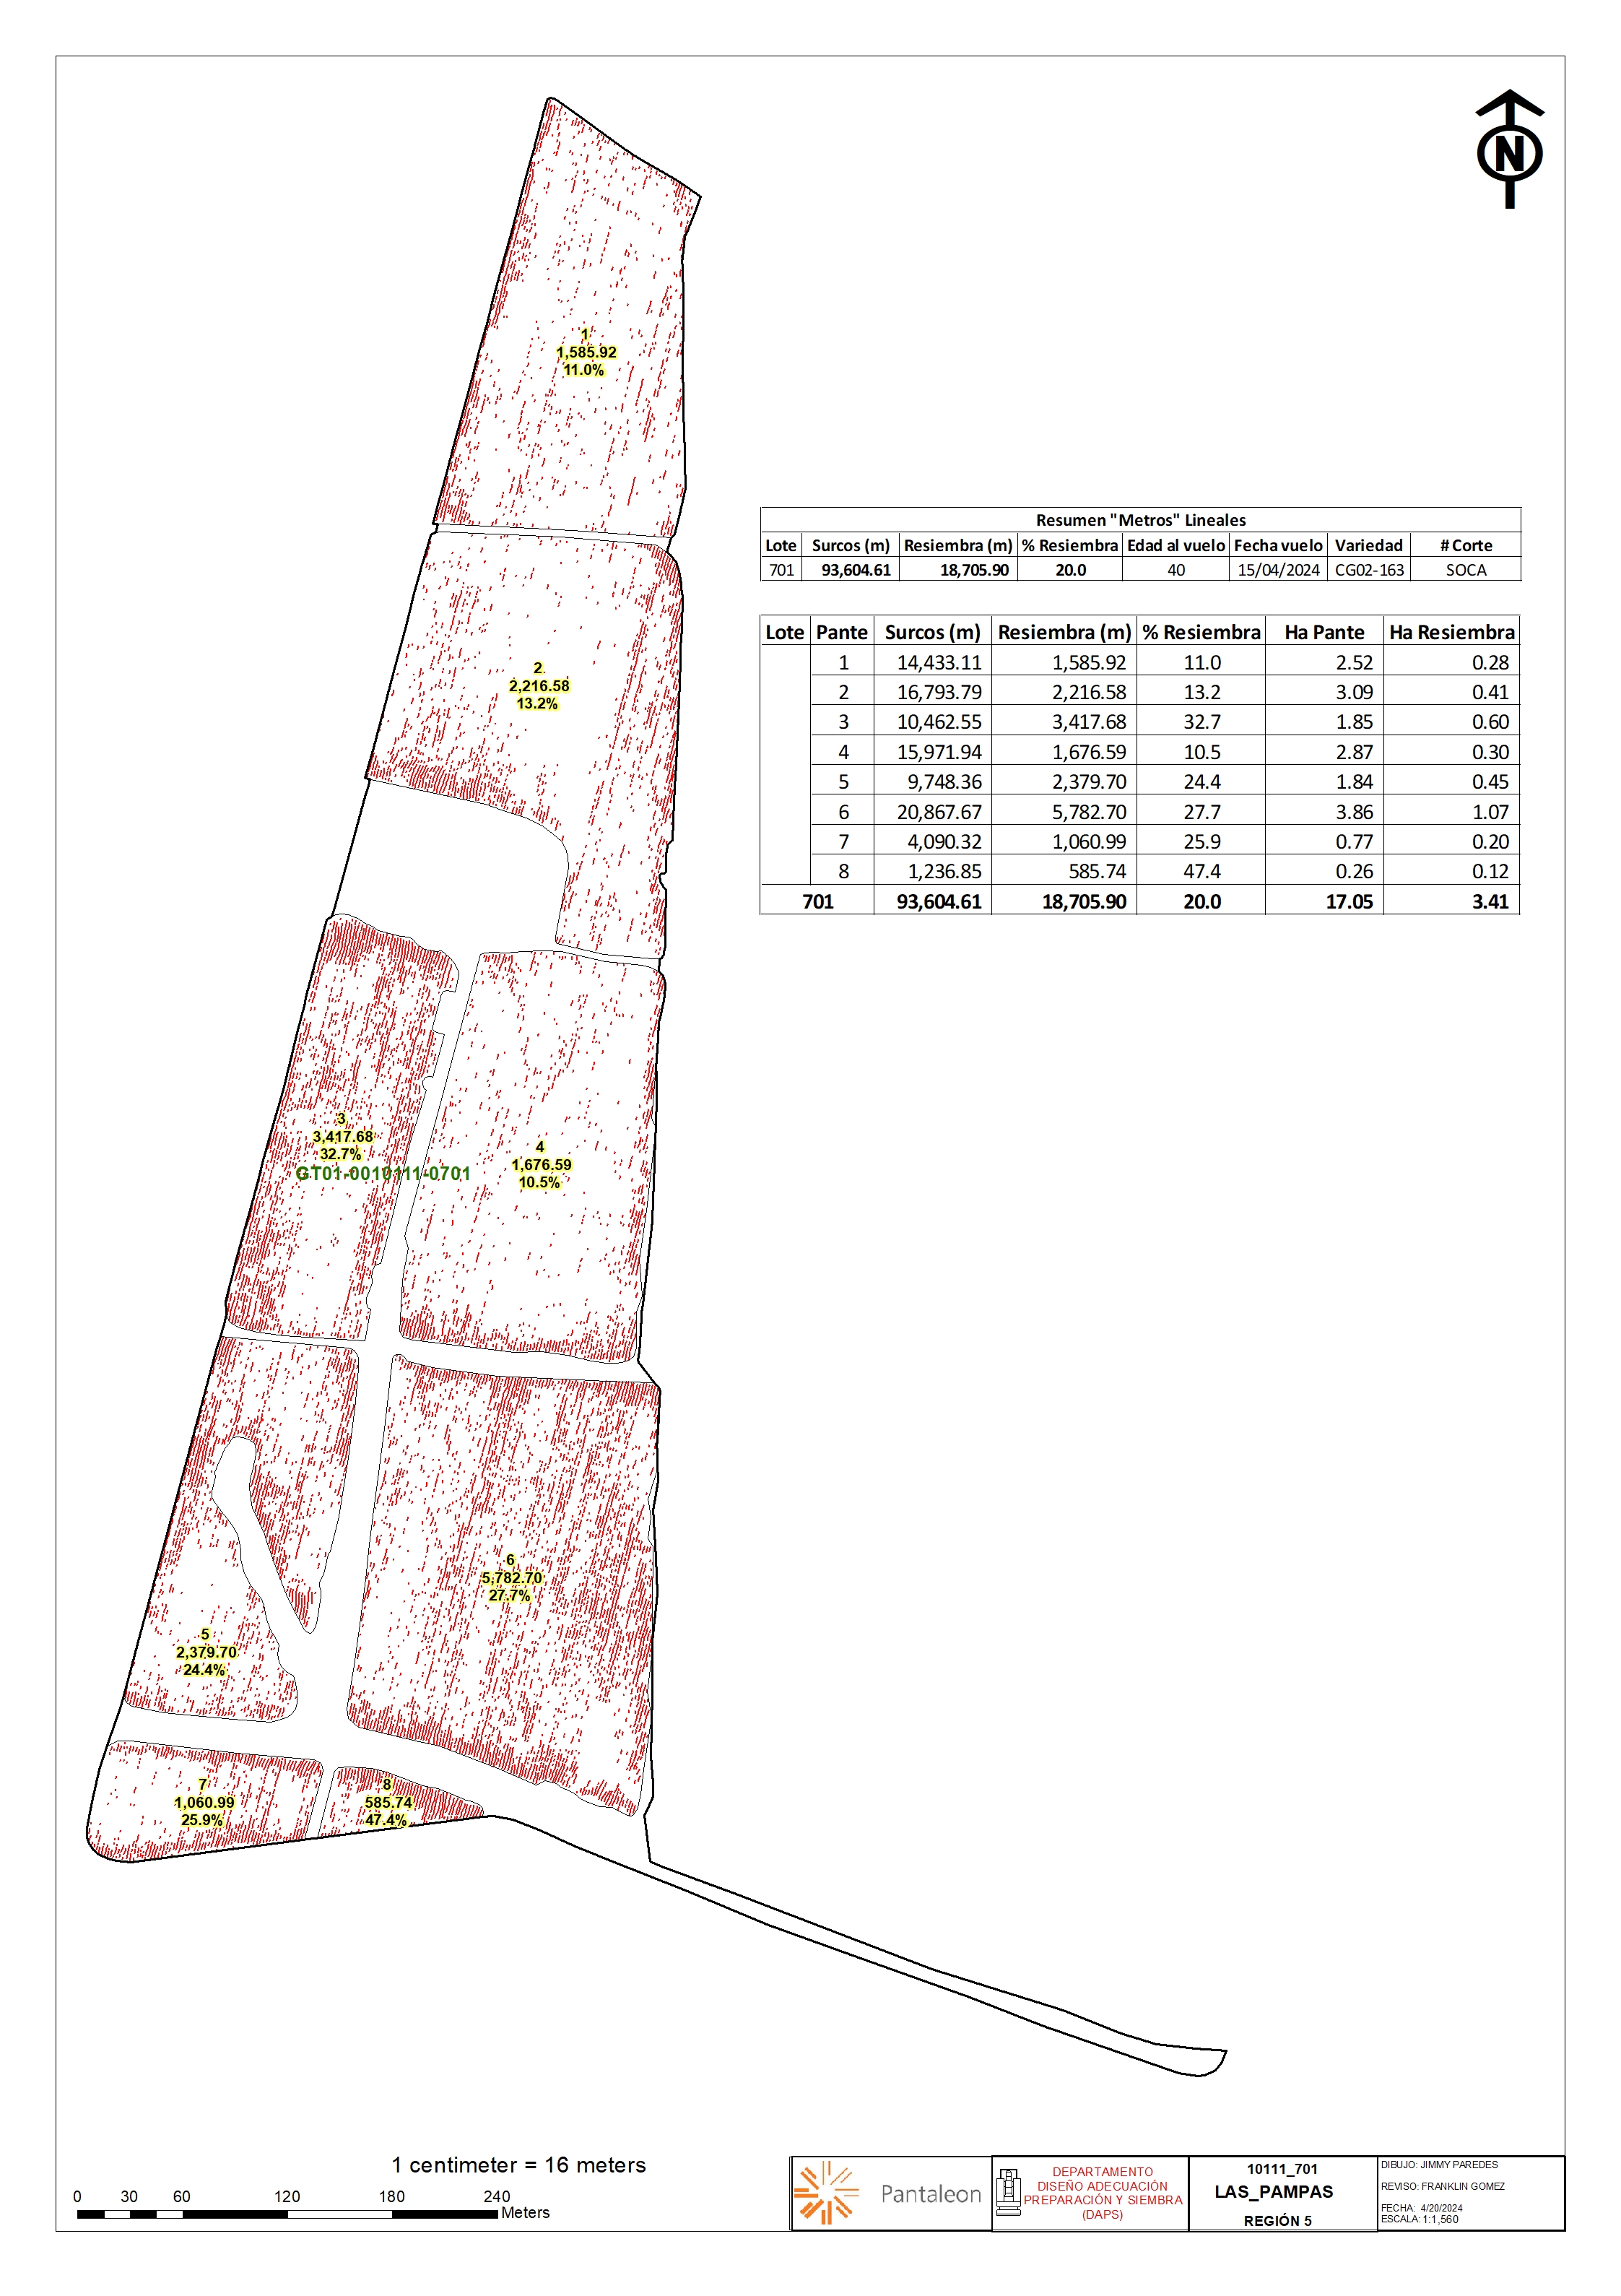 N
1
1,585.92
11.0%
Resumen "Metros" Lineales
Lote Surcos (m) Resiembra (m) % Resiembra Edad al vuelo Fecha vuelo Variedad # Corte
701 93,604.61 18,705.90 20.0 40 15/04/2024 CG02-163 SOCA
Lote Pante Surcos (m) Resiembra (m) % Resiembra Ha Pante Ha Resiembra
1 14,433.11 1,585.92 11.0 2.52 0.28
2 16,793.79 2,216.58 13.2 3.09 0.41
3 10,462.55 3,417.68 32.7 1.85 0.60
4 15,971.94 1,676.59 10.5 2.87 0.30
5 9,748.36 2,379.70 24.4 1.84 0.45
6 20,867.67 5,782.70 27.7 3.86 1.07
7 4,090.32 1,060.99 25.9 0.77 0.20
8 1,236.85 585.74 47.4 0.26 0.12
701 93,604.61 18,705.90 20.0 17.05 3.41
2
2,216.58
13.2%
3
3,417.68
32.7%
GT01-0010111-0701
4
1,676.59
10.5%
6
5,782.70
27.7%
5
2,379.70
24.4%
7
1,060.99
25.9%
8
585.74
47.4%
1 centimeter = 16 meters
0 30 60 120 180 240
Meters
Pantaleon
DEPARTAMENTO
DISEÑO ADECUACIÓN
PREPARACIÓN Y SIEMBRA
(DAPS)
10111_701
LAS_PAMPAS
REGIÓN 5
DIBUJO: JIMMY PAREDES
REVISO: FRANKLIN GOMEZ
FECHA: 4/20/2024
ESCALA: 1:1,560